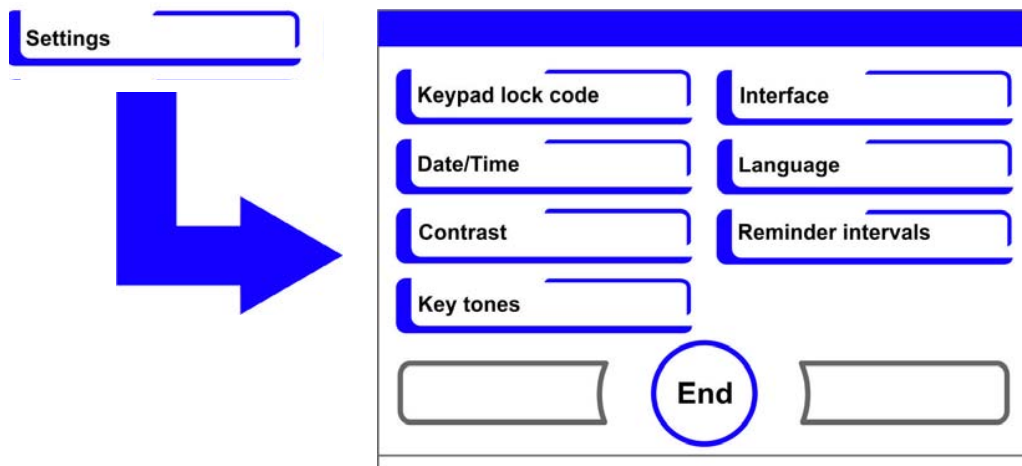 Settings
Keypad lock code
Interface
Date/Time
Language
Contrast
Reminder intervals
Key tones
End